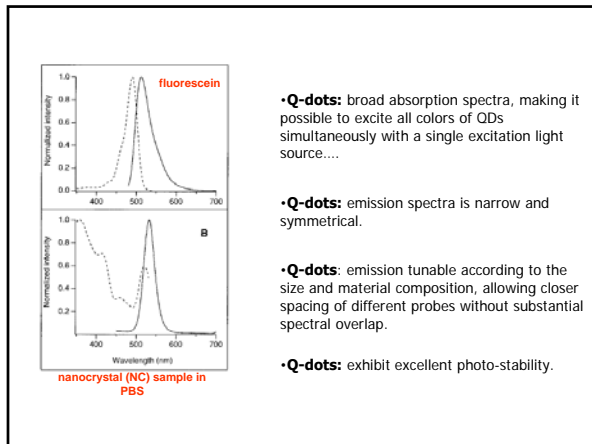 fluorescein
1.0
0.8
0.6
0.4
0.2
0.0
Normalized intensity
400 500 600 700
B
1.0
0.8
0.6
0.4
0.2
Normalized intensity
400 500 600 700
Wavelength (nm)
nanocrystal (NC) sample in
PBS
•Q-dots: broad absorption spectra, making it
possible to excite all colors of QDs
simultaneously with a single excitation light
source....
•Q-dots: emission spectra is narrow and
symmetrical.
•Q-dots: emission tunable according to the
size and material composition, allowing closer
spacing of different probes without substantial
spectral overlap.
•Q-dots: exhibit excellent photo-stability.